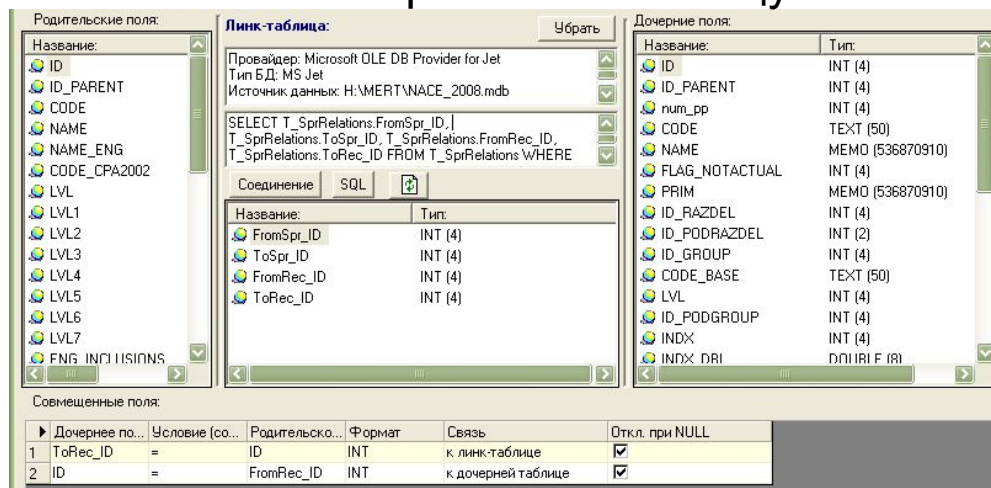 Родительские поля:
Название:
ID
ID_PARENT
CODE
NAME
NAME_ENG
CODE_CPA2002
LVL
LVL1
LVL2
LVL3
LVL4
LVL5
LVL6
LVL7
ENG_INCLUSIONS
Линк-таблица:
Убрать
Провайдер: Microsoft OLE DB Provider for Jet
Тип БД: MS Jet
Источник данных: H:\MERT\NACE_2008.mdb
SELECT T_SprRelations.FromSpr_ID,
T_SprRelations.ToSpr_ID, T_SprRelations.FromRec_ID,
T_SprRelations.ToRec_ID FROM T_SprRelations WHERE
Соединение SQL
Название: Тип:
FromSpr_ID INT (4)
ToSpr_ID INT (4)
FromRec_ID INT (4)
ToRec_ID INT (4)
Дочерние поля:
Название: Тип:
ID INT (4)
ID_PARENT INT (4)
num_pp INT (4)
CODE TEXT (50)
NAME MEMO (536870910)
FLAG_NOTACTUAL INT (4)
PRIM MEMO (536870910)
ID_RAZDEL INT (4)
ID_PODRAZDEL INT (2)
ID_GROUP INT (4)
CODE_BASE TEXT (50)
LVL INT (4)
ID_PODGROUP INT (4)
INDX INT (4)
INDX_DBL DOUBLE (8)
Совмещенные поля:
Дочернее по... Условие (со... Родительско... Формат Связь Откл. при NULL
1 ToRec_ID = ID INT к линк-таблице
2 ID = FromRec_ID INT к дочерней таблице